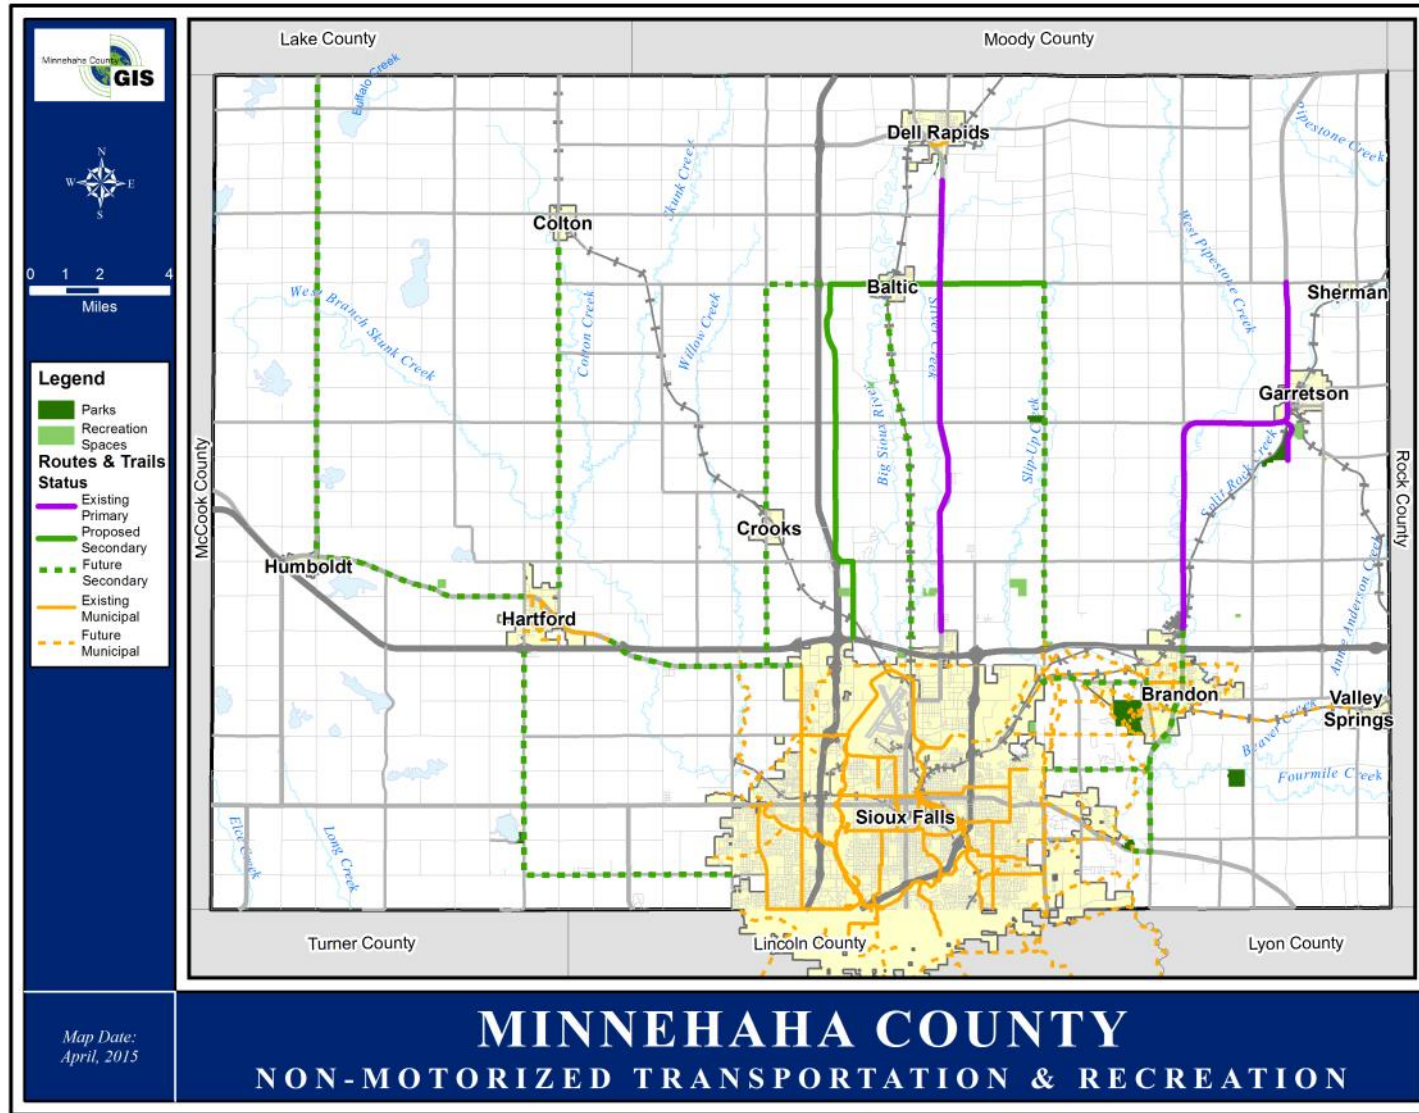 Minnehaha County
GIS
N
W
E
S
0 1 2 4
Miles
Legend
Parks
Recreation
Spaces
Routes & Trails
Status
Existing
Primary
Proposed
Secondary
Future
Secondary
Existing
Municipal
Future
Municipal
Map Date:
April, 2015
Lake County
Moody County
McCook County
Rock County
Turner County
Lincoln County
Lyon County
Buffalo Creek
Skunk Creek
Pipestone Creek
West Pipestone Creek
West Branch Skunk Creek
Colton Creek
Willow Creek
Big Sioux River
Silver Creek
Slip-Up Creek
Split Rock Creek
Anne Anderson Creek
Beaver Creek
Fourmile Creek
Long Creek
Dell Rapids
Colton
Baltic
Sherman
Garretson
Crooks
Humboldt
Hartford
Brandon
Valley
Springs
Sioux Falls
MINNEHAHA COUNTY
NON-MOTORIZED TRANSPORTATION & RECREATION